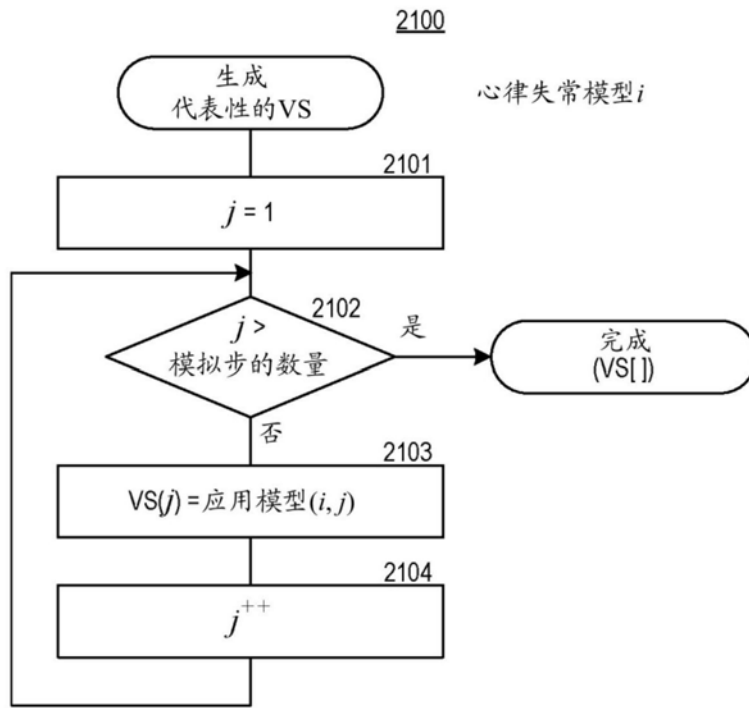 2100
生成
代表性的VS
心律失常模型i
2101
j = 1
2102
j >
模拟步的数量
是
完成
(VS[ ])
否
2103
VS(j) = 应用模型(i, j)
2104
j++